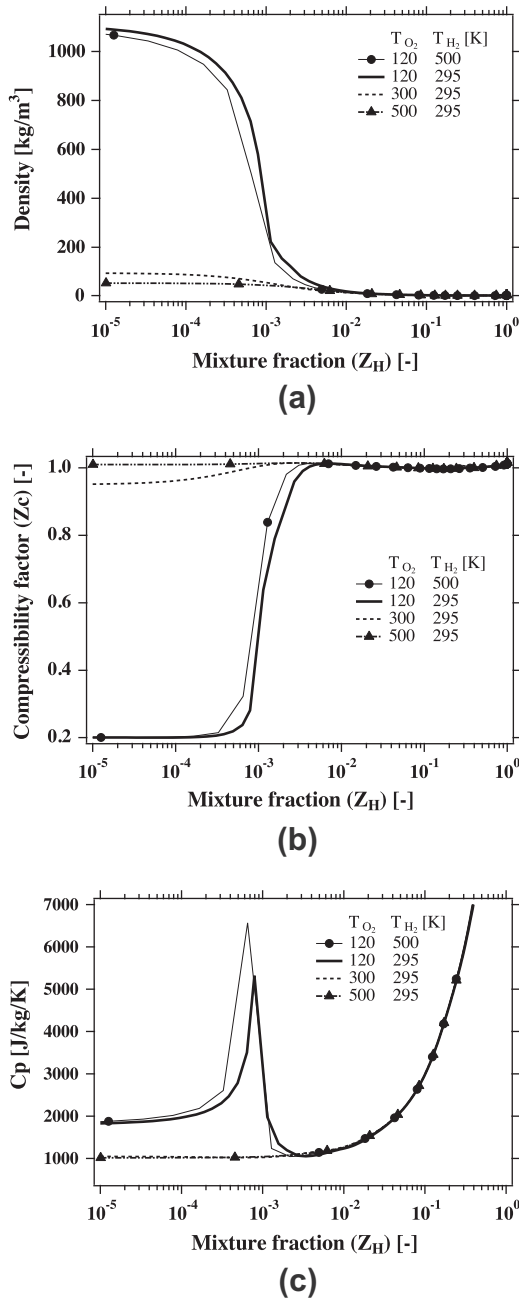 1000
800
600
400
200
0
Density [kg/m³]
T O₂ T H₂ [K]
120 500
120 295
300 295
500 295
10⁻⁵ 10⁻⁴ 10⁻³ 10⁻² 10⁻¹ 10⁰
Mixture fraction (Z_H) [-]
(a)
1.0
0.8
0.6
0.4
0.2
Compressibility factor (Zc) [-]
T O₂ T H₂ [K]
120 500
120 295
300 295
500 295
10⁻⁵ 10⁻⁴ 10⁻³ 10⁻² 10⁻¹ 10⁰
Mixture fraction (Z_H) [-]
(b)
7000
6000
5000
4000
3000
2000
1000
Cp [J/kg/K]
T O₂ T H₂ [K]
120 500
120 295
300 295
500 295
10⁻⁵ 10⁻⁴ 10⁻³ 10⁻² 10⁻¹ 10⁰
Mixture fraction (Z_H) [-]
(c)